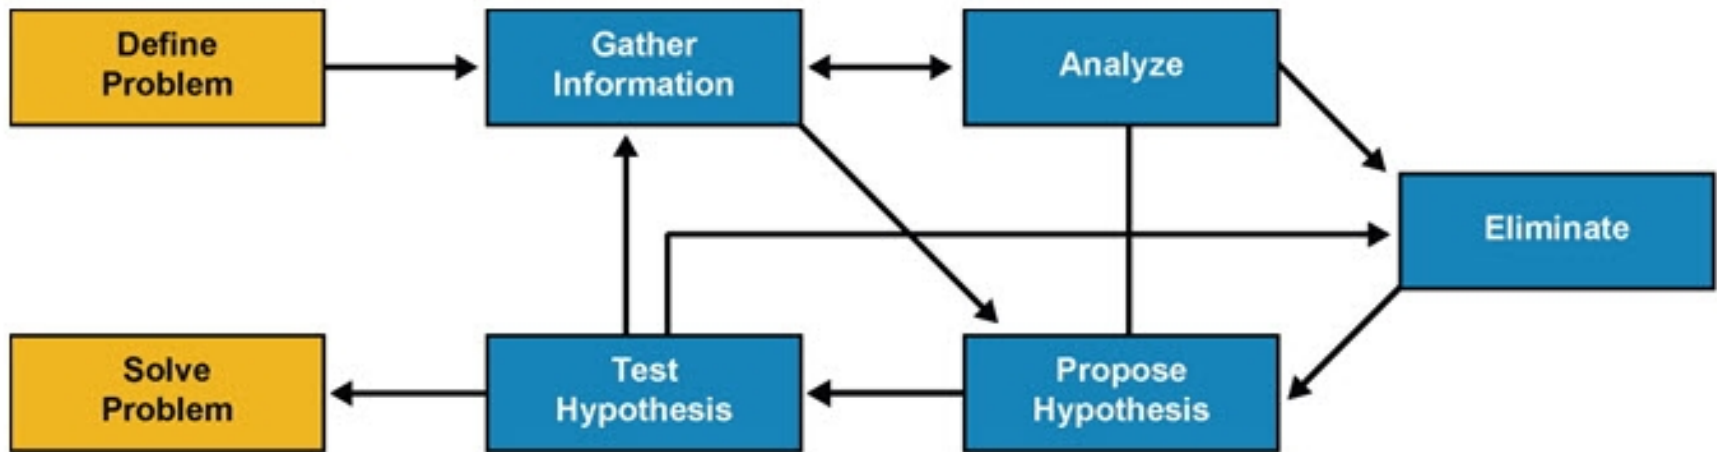 Define
Problem
Gather
Information
Analyze
Eliminate
Solve
Problem
Test
Hypothesis
Propose
Hypothesis